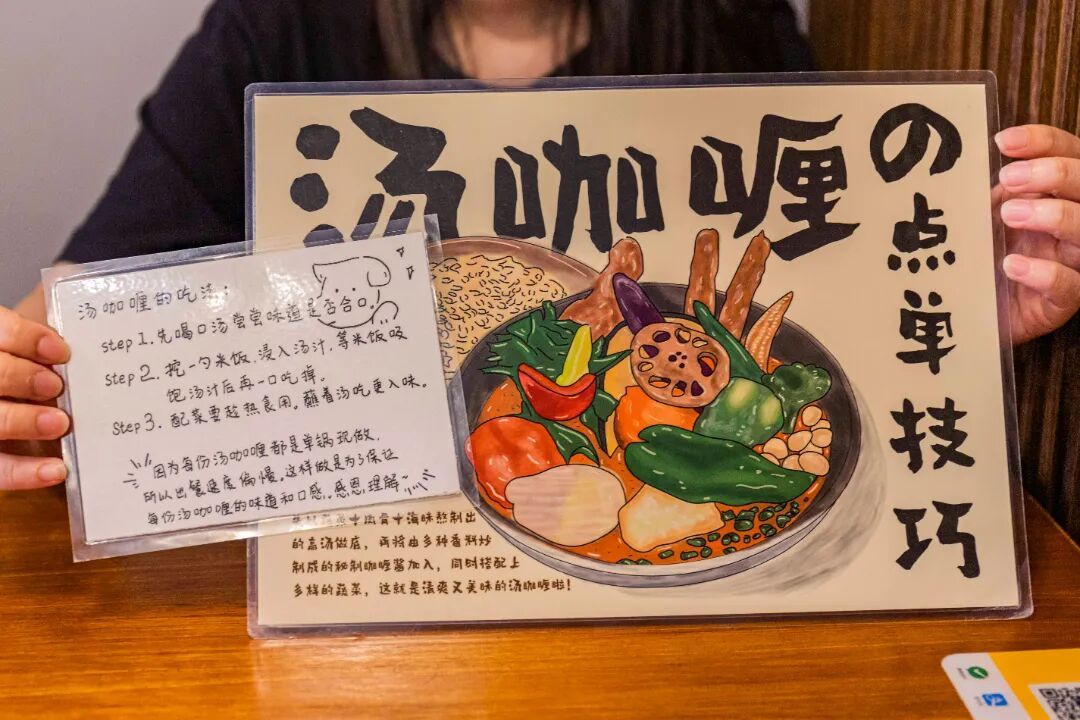 汤咖喱
の点单技巧
汤咖喱的吃法：
step 1.先喝口汤尝尝味道是否合口。
step 2.挖一勺米饭.浸入汤汁，等米饭吸
饱汤汁后再一口吃掉。
step 3.配菜要趁热食用。蘸着汤吃更入味。
因为每份汤咖喱都是单锅现做，
所以出餐速度偏慢。这样做是为了保证
每份汤咖喱的味道和口感。感恩理解
海味熬制出
的高汤做底，再将由多种香料炒
制成的秘制咖喱酱加入，同时搭配上
多样的蔬菜，这就是清爽又美味的汤咖喱啦！